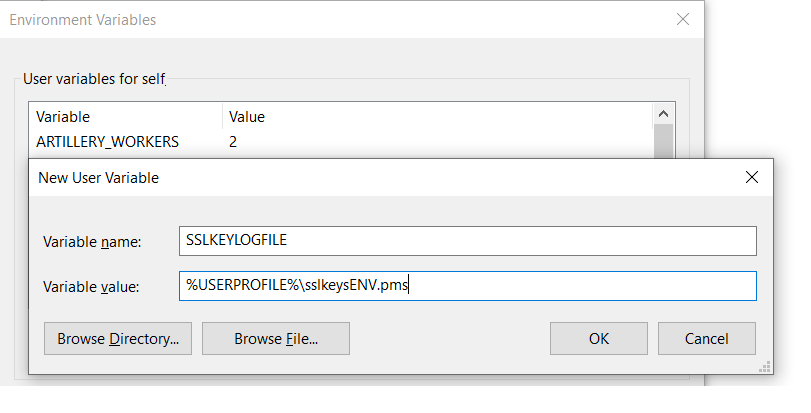 Environment Variables
User variables for self
Variable Value
ARTILLERY_WORKERS 2
New User Variable
Variable name: SSLKEYLOGFILE
Variable value: %USERPROFILE%\sslkeysENV.pms
Browse Directory... Browse File... OK Cancel